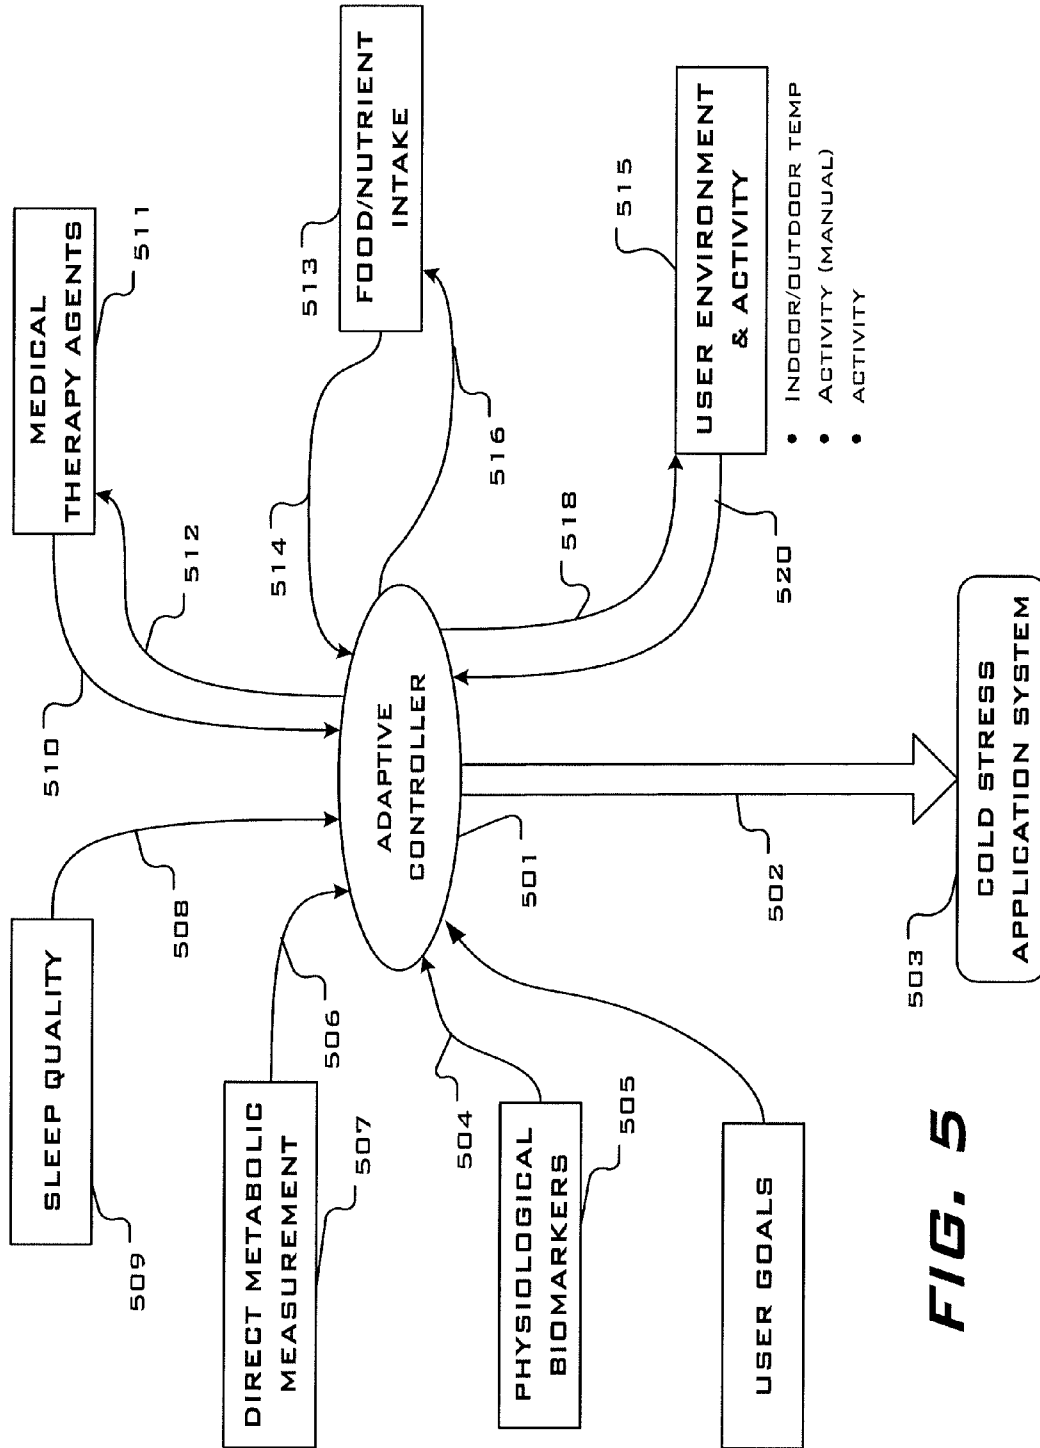 SLEEP QUALITY
509
508
DIRECT METABOLIC
MEASUREMENT
507
506
PHYSIOLOGICAL
BIOMARKERS
505
504
USER GOALS
MEDICAL
THERAPY AGENTS
511
510
512
FOOD/NUTRIENT
INTAKE
513
514
516
USER ENVIRONMENT
& ACTIVITY
515
• INDOOR/OUTDOOR TEMP
• ACTIVITY (MANUAL)
• ACTIVITY
518
520
ADAPTIVE
CONTROLLER
501
502
503
COLD STRESS
APPLICATION SYSTEM
FIG. 5